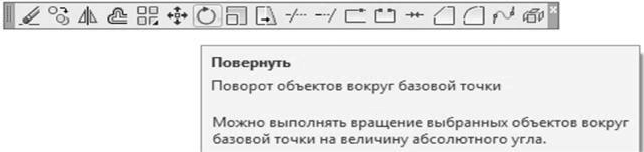 Повернуть
Поворот объектов вокруг базовой точки
Можно выполнять вращение выбранных объектов вокруг
базовой точки на величину абсолютного угла.